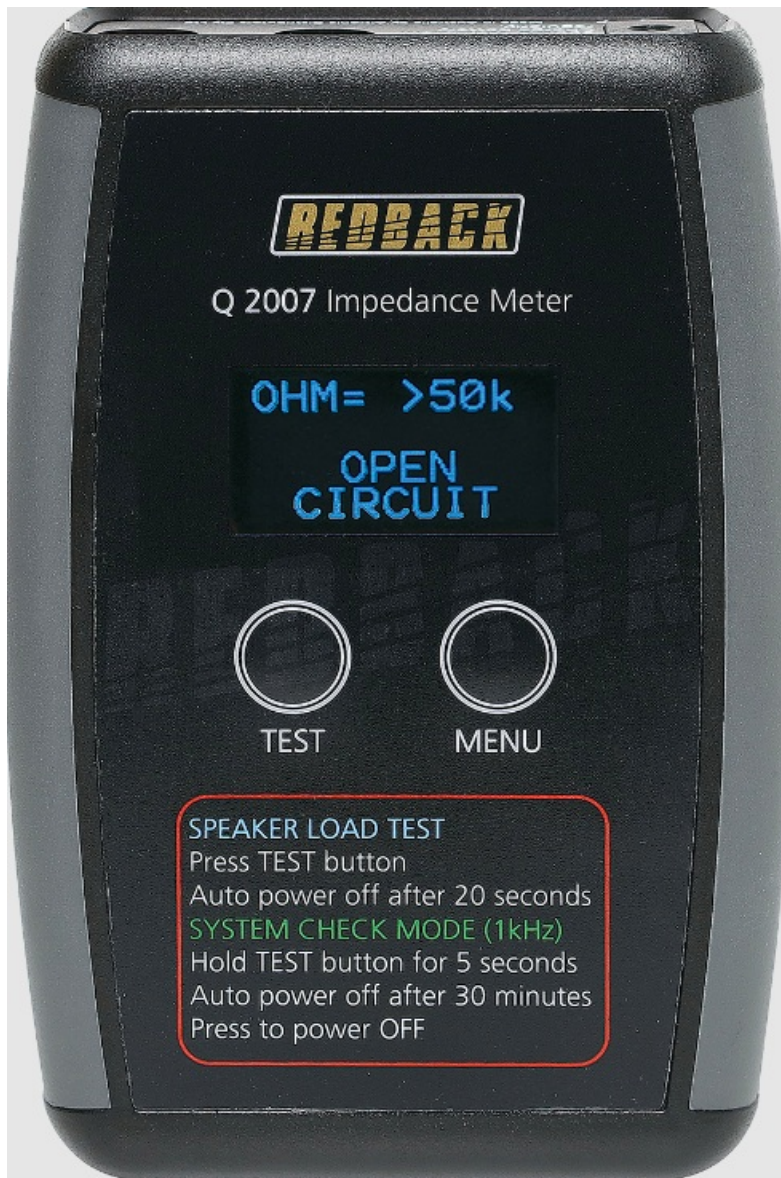 REDBACK
Q 2007 Impedance Meter
OHM= >50k
OPEN
CIRCUIT
REDBACK
TEST MENU
SPEAKER LOAD TEST
Press TEST button
Auto power off after 20 seconds
SYSTEM CHECK MODE (1kHz)
Hold TEST button for 5 seconds
Auto power off after 30 minutes
Press to power OFF